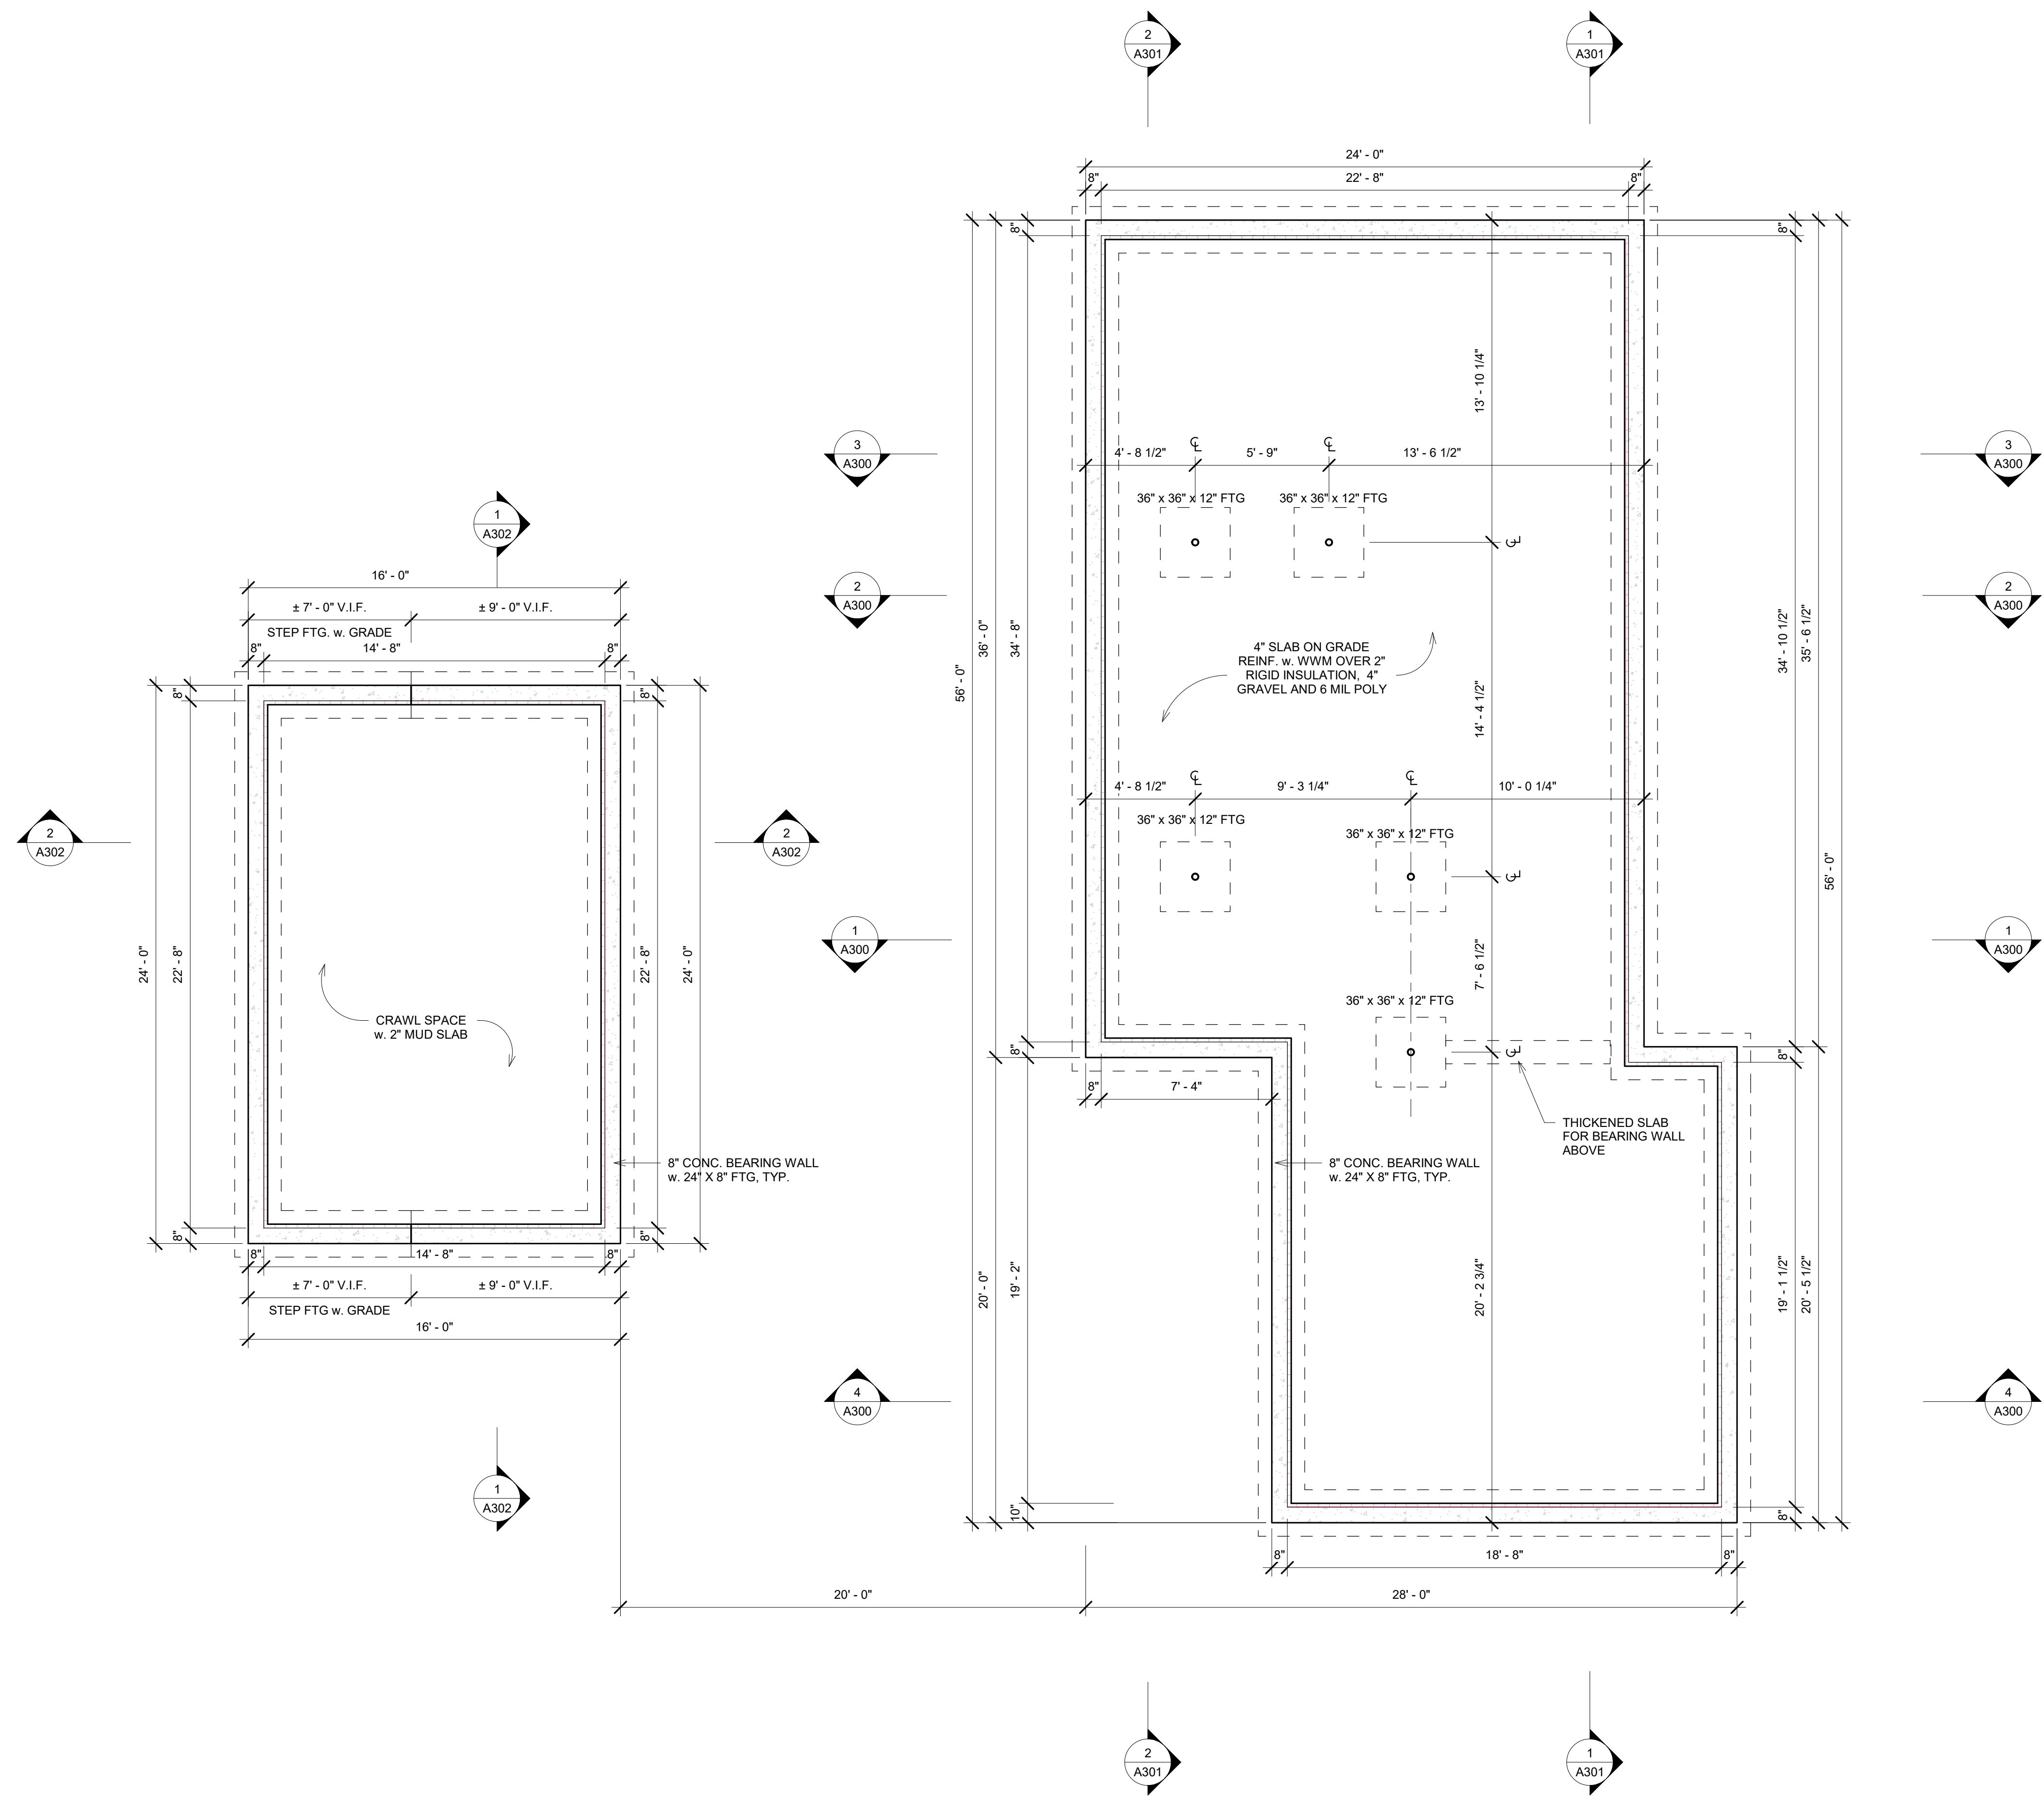 2
A301
1
A301
24' - 0"
8"
22' - 8"
8"
8"
8"
13' - 10 1/4"
3
A300
3
A300
4' - 8 1/2"
5' - 9"
13' - 6 1/2"
36" x 36" x 12" FTG
36" x 36" x 12" FTG
1
A302
16' - 0"
± 7' - 0" V.I.F.
± 9' - 0" V.I.F.
STEP FTG. w. GRADE
8"
14' - 8"
8"
8"
8"
2
A300
2
A300
56' - 0"
36' - 0"
34' - 8"
4" SLAB ON GRADE
REINF. w. WWM OVER 2"
RIGID INSULATION, 4"
GRAVEL AND 6 MIL POLY
14' - 4 1/2"
34' - 10 1/2"
35' - 6 1/2"
56' - 0"
4' - 8 1/2"
9' - 3 1/4"
10' - 0 1/4"
36" x 36" x 12" FTG
36" x 36" x 12" FTG
2
A302
2
A302
24' - 0"
22' - 8"
22' - 8"
24' - 0"
1
A300
1
A300
7' - 6 1/2"
36" x 36" x 12" FTG
CRAWL SPACE
w. 2" MUD SLAB
8"
8"
8"
7' - 4"
THICKENED SLAB
FOR BEARING WALL
ABOVE
8" CONC. BEARING WALL
w. 24" X 8" FTG, TYP.
8" CONC. BEARING WALL
w. 24" X 8" FTG, TYP.
8"
8"
8"
14' - 8"
8"
± 7' - 0" V.I.F.
± 9' - 0" V.I.F.
STEP FTG w. GRADE
16' - 0"
20' - 0"
19' - 2"
20' - 2 3/4"
19' - 1 1/2"
20' - 5 1/2"
4
A300
4
A300
1
A302
10"
8"
8"
18' - 8"
8"
20' - 0"
28' - 0"
2
A301
1
A301